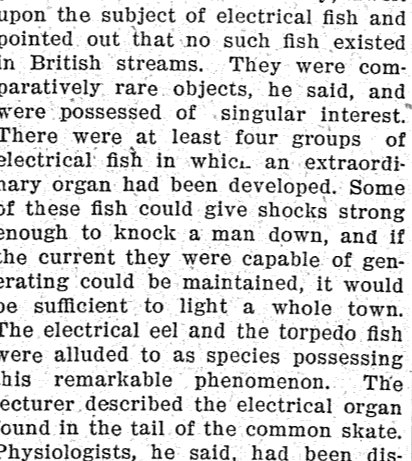 upon the subject of electrical fish and
pointed out that no such fish existed
in British streams. They were com-
paratively rare objects, he said, and
were possessed of singular interest.
There were at least four groups of
electrical fish in which an extraordi-
nary organ had been developed. Some
of these fish could give shocks strong
enough to knock a man down, and if
the current they were capable of gen-
erating could be maintained, it would
be sufficient to light a whole town.
The electrical eel and the torpedo fish
were alluded to as species possessing
this remarkable phenomenon. The
lecturer described the electrical organ
found in the tail of the common skate.
Physiologists, he said, had been dis-